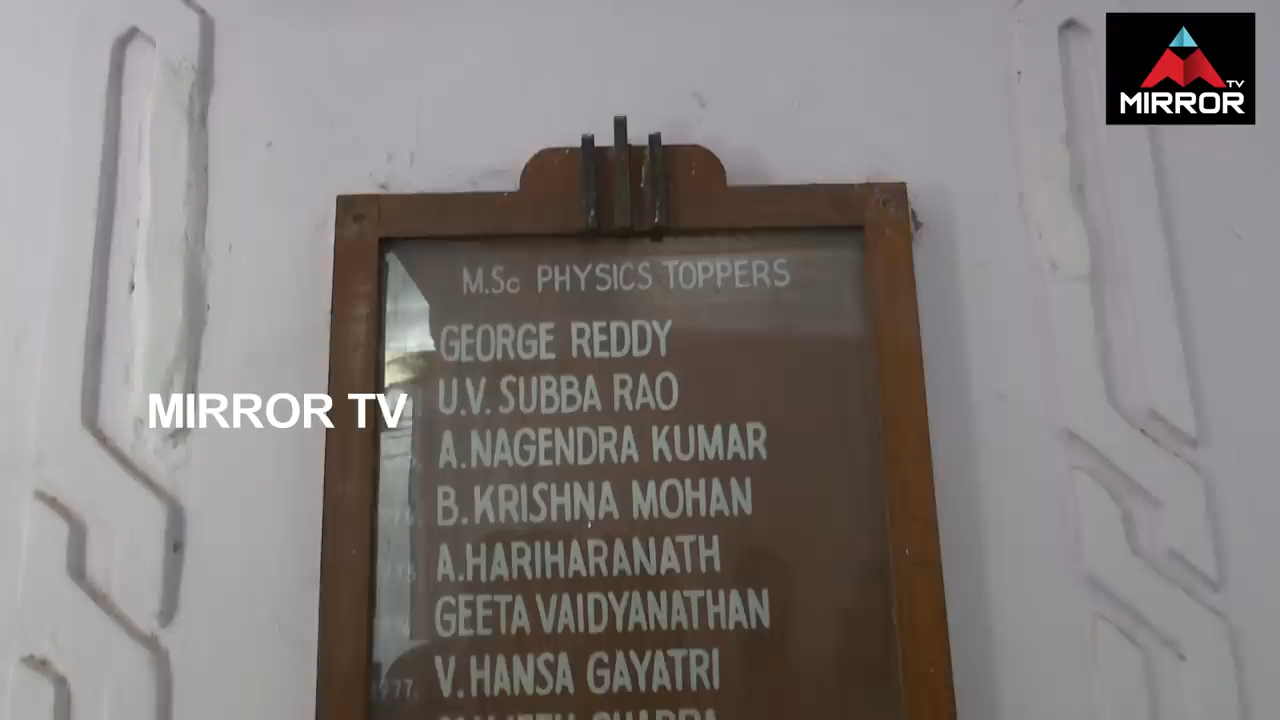 TV
MIRROR
M.Sc PHYSICS TOPPERS
GEORGE REDDY
U.V. SUBBA RAO
MIRROR TV
A.NAGENDRA KUMAR
B.KRISHNA MOHAN
A.HARIHARANATH
GEETA VAIDYANATHAN
1977, V.HANSA GAYATRI